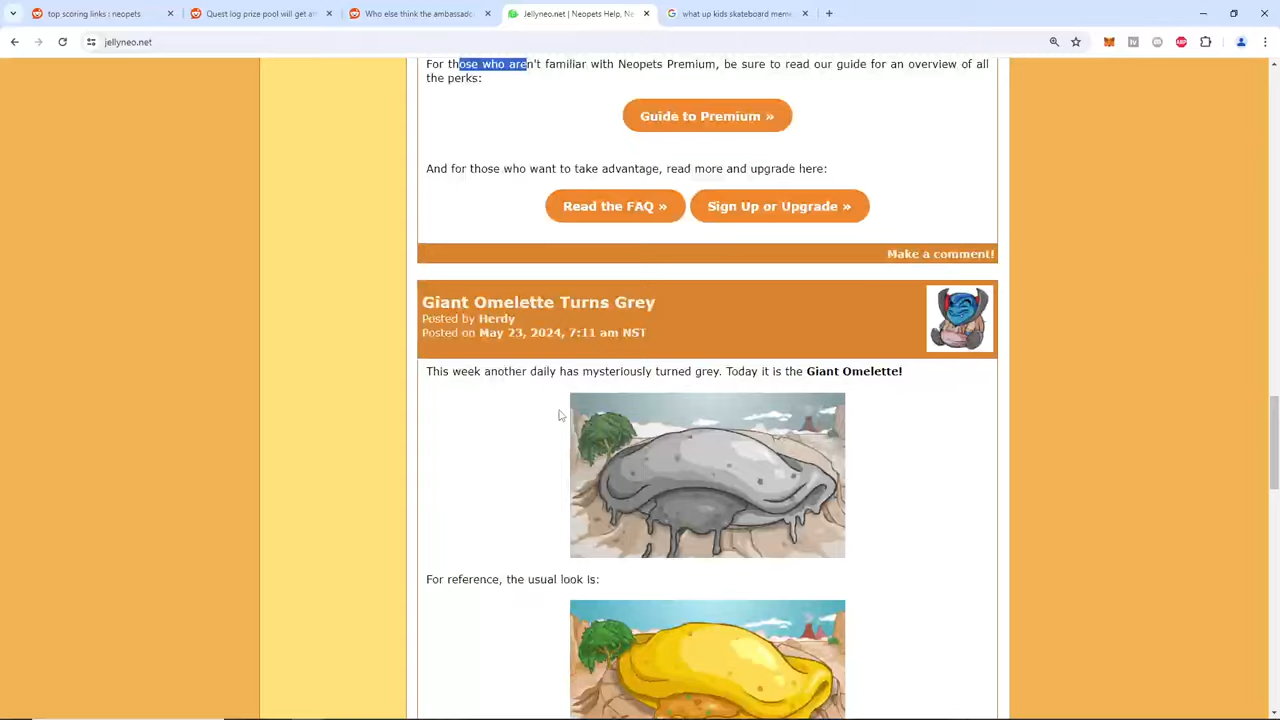 top scoring links : neopets
Quest log prize pool will get at
Who else think the ambassado
Jellyneo.net | Neopets Help, Ne
what up kids skateboard meme
jellyneo.net
For those who aren't familiar with Neopets Premium, be sure to read our guide for an overview of all
the perks:
Guide to Premium »
And for those who want to take advantage, read more and upgrade here:
Read the FAQ »
Sign Up or Upgrade »
Make a comment!
Giant Omelette Turns Grey
Posted by Herdy
Posted on May 23, 2024, 7:11 am NST
This week another daily has mysteriously turned grey. Today it is the Giant Omelette!
For reference, the usual look is: